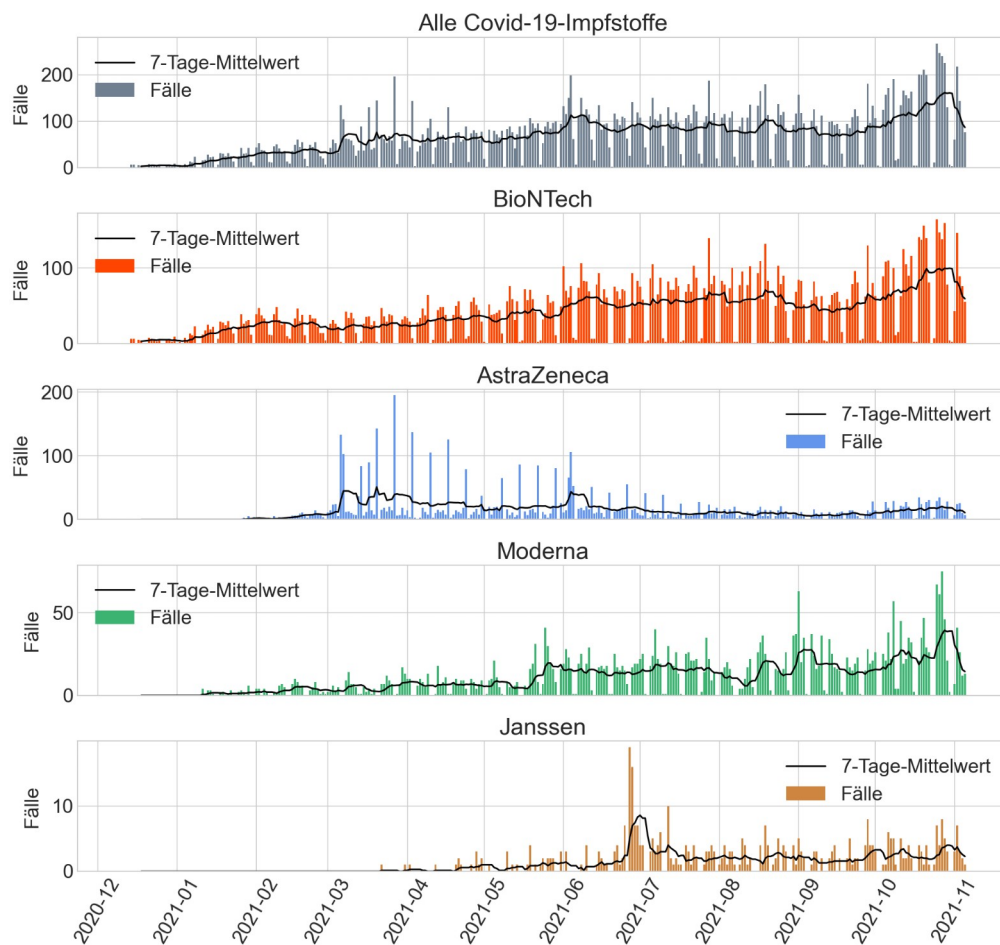 Alle Covid-19-Impfstoffe
200
100
0
Fälle
7-Tage-Mittelwert
Fälle
BioNTech
100
0
Fälle
7-Tage-Mittelwert
Fälle
AstraZeneca
200
100
0
Fälle
7-Tage-Mittelwert
Fälle
Moderna
50
0
Fälle
7-Tage-Mittelwert
Fälle
Janssen
10
0
Fälle
7-Tage-Mittelwert
Fälle
2020-12
2021-01
2021-02
2021-03
2021-04
2021-05
2021-06
2021-07
2021-08
2021-09
2021-10
2021-11